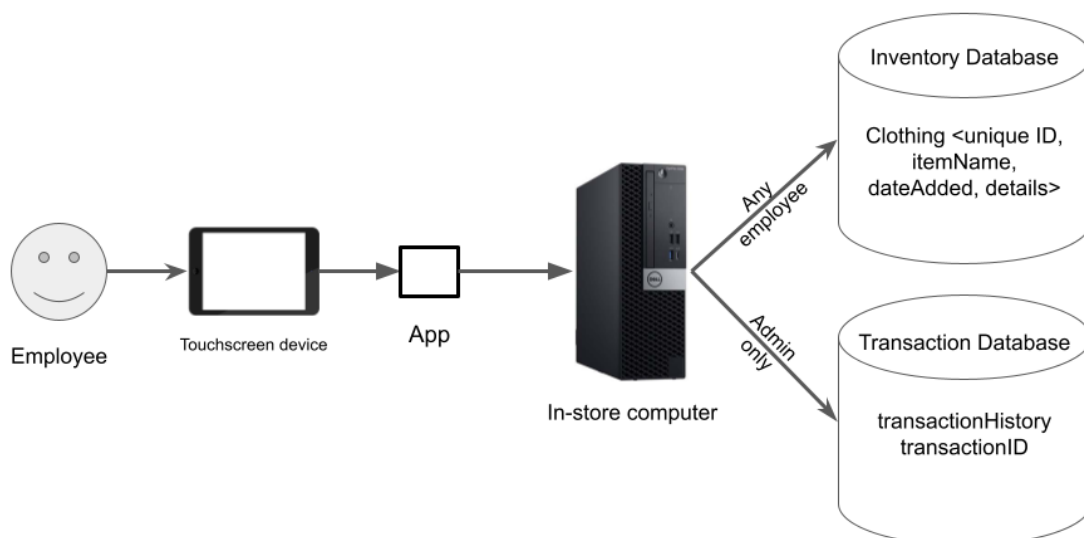 Employee
Touchscreen device
App
In-store computer
Any
employee
Admin
only
Inventory Database
Clothing <unique ID,
itemName,
dateAdded, details>
Transaction Database
transactionHistory
transactionID